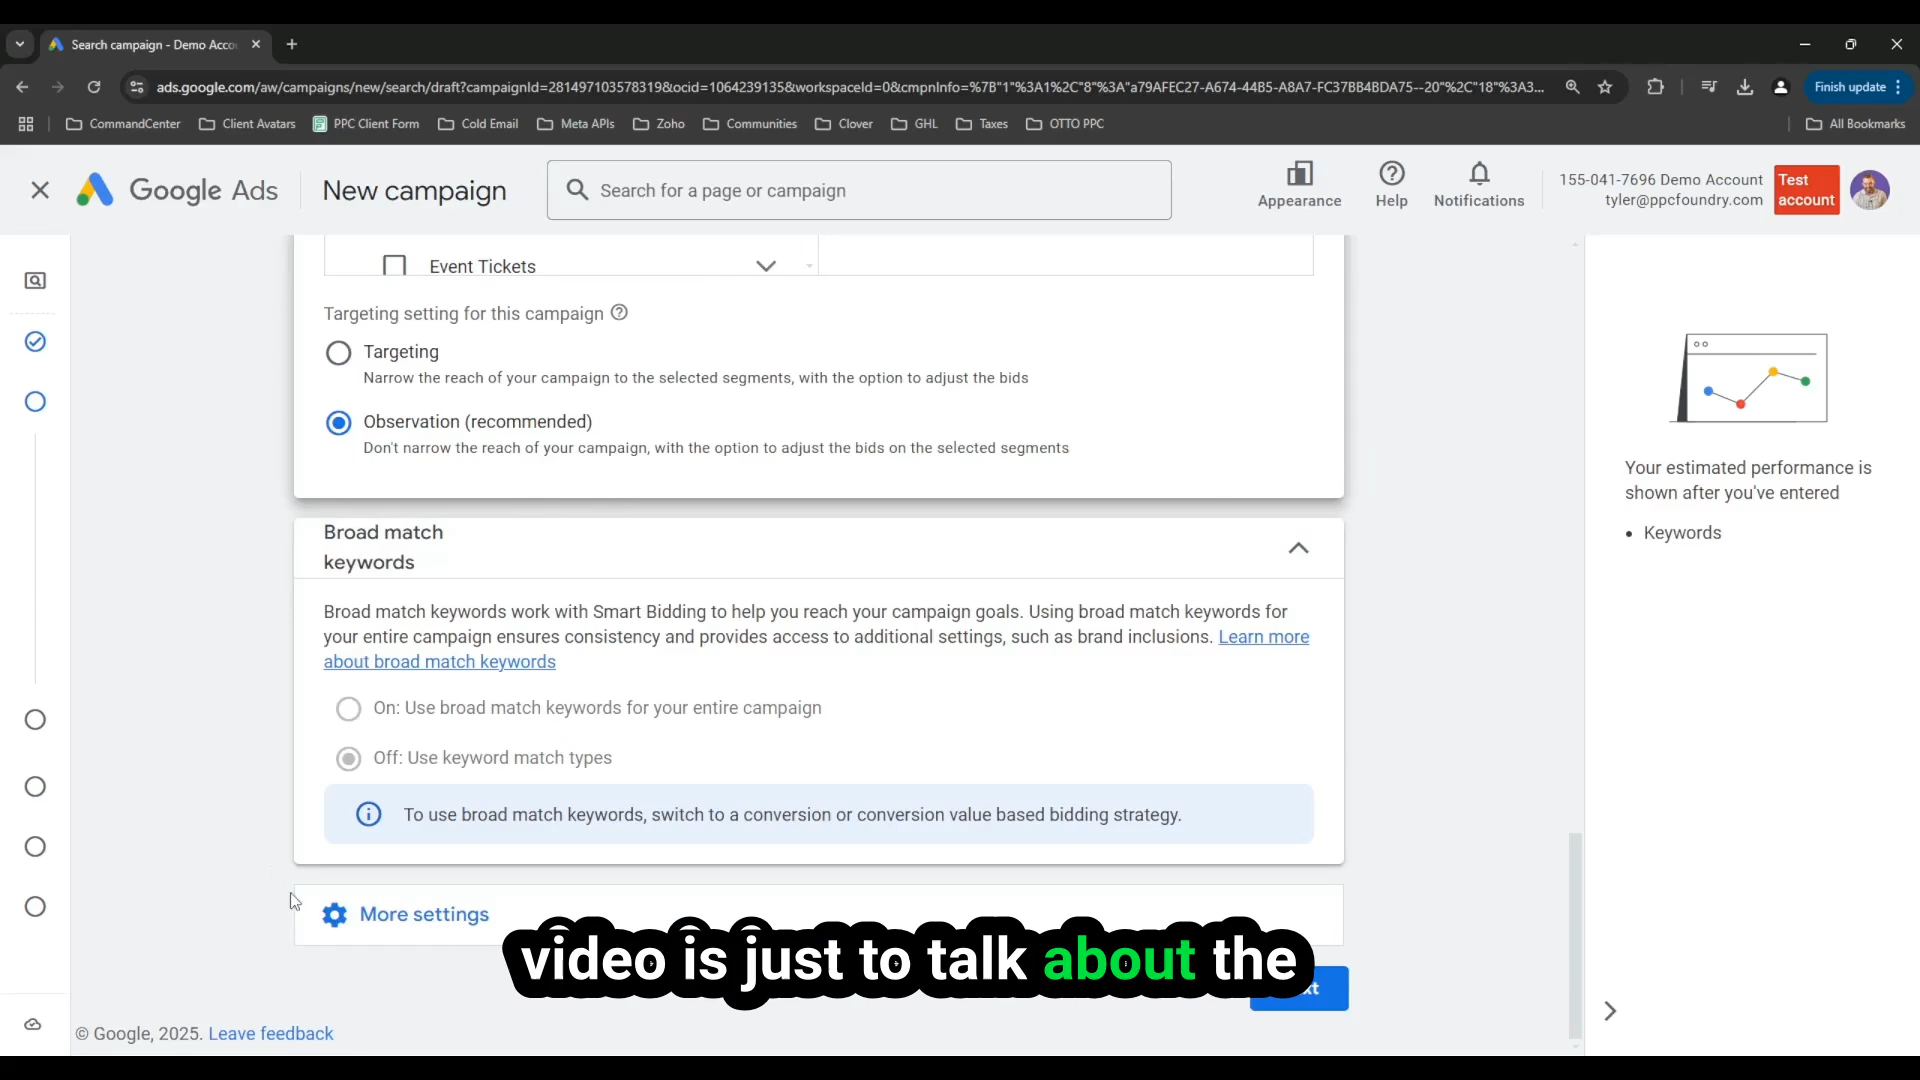 Search campaign - Demo Acco
ads.google.com/aw/campaigns/new/search/draft?campaignId=281497103578319&ocid=1064239135&workspaceId=0&cmpnInfo=%7B"1"%3A1%2C"8"%3A"a79AFEC27-A674-44B5-A8A7-FC37BB4BDA75--20"%2C"18"%3A3...
Finish update
CommandCenter
Client Avatars
PPC Client Form
Cold Email
Meta APIs
Zoho
Communities
Clover
GHL
Taxes
OTTO PPC
All Bookmarks
Google Ads
New campaign
Search for a page or campaign
Appearance
Help
Notifications
155-041-7696 Demo Account
tyler@ppcfoundry.com
Test
account
Event Tickets
Targeting setting for this campaign
Targeting
Narrow the reach of your campaign to the selected segments, with the option to adjust the bids
Observation (recommended)
Don't narrow the reach of your campaign, with the option to adjust the bids on the selected segments
Broad match
keywords
Broad match keywords work with Smart Bidding to help you reach your campaign goals. Using broad match keywords for
your entire campaign ensures consistency and provides access to additional settings, such as brand inclusions. Learn more
about broad match keywords
On: Use broad match keywords for your entire campaign
Off: Use keyword match types
To use broad match keywords, switch to a conversion or conversion value based bidding strategy.
More settings
video is just to talk about the
© Google, 2025. Leave feedback
Your estimated performance is
shown after you've entered
• Keywords